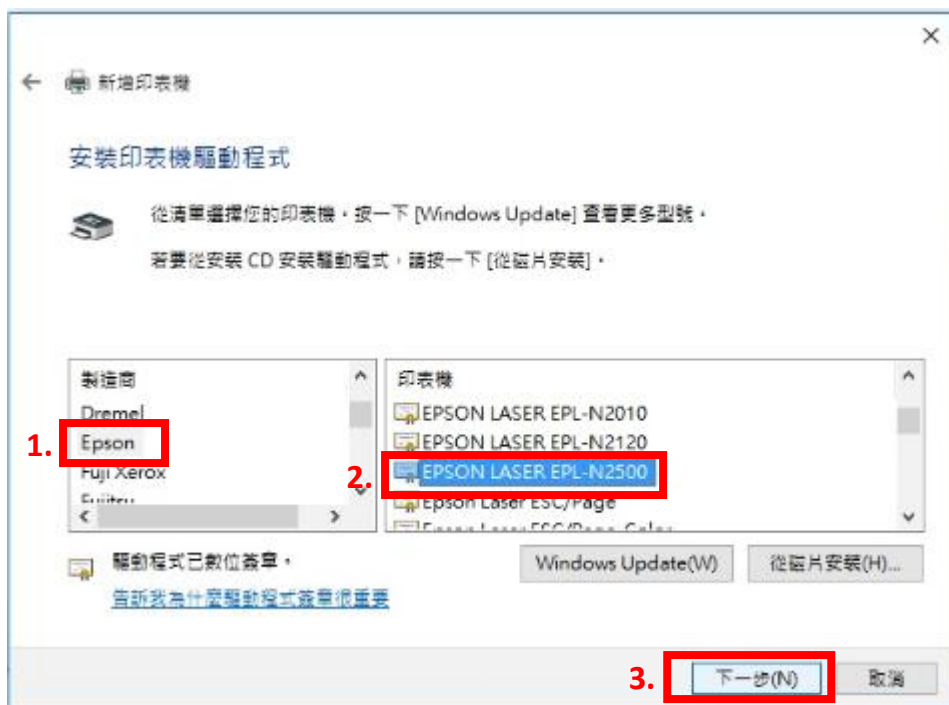 新增印表機
安裝印表機驅動程式
從清單選擇您的印表機。按一下 [Windows Update] 查看更多型號。
若要從安裝 CD 安裝驅動程式，請按一下 [從磁片安裝]。
製造商
Dremel
1.
Epson
Fuji Xerox
Fujitsu
印表機
EPSON LASER EPL-N2010
EPSON LASER EPL-N2120
2.
EPSON LASER EPL-N2500
Epson Laser ESC/Page
Epson Laser ESC/Page Color
驅動程式已數位簽章。
告訴我為什麼驅動程式簽章很重要
Windows Update(W)
從磁片安裝(H)...
3.
下一步(N)
取消